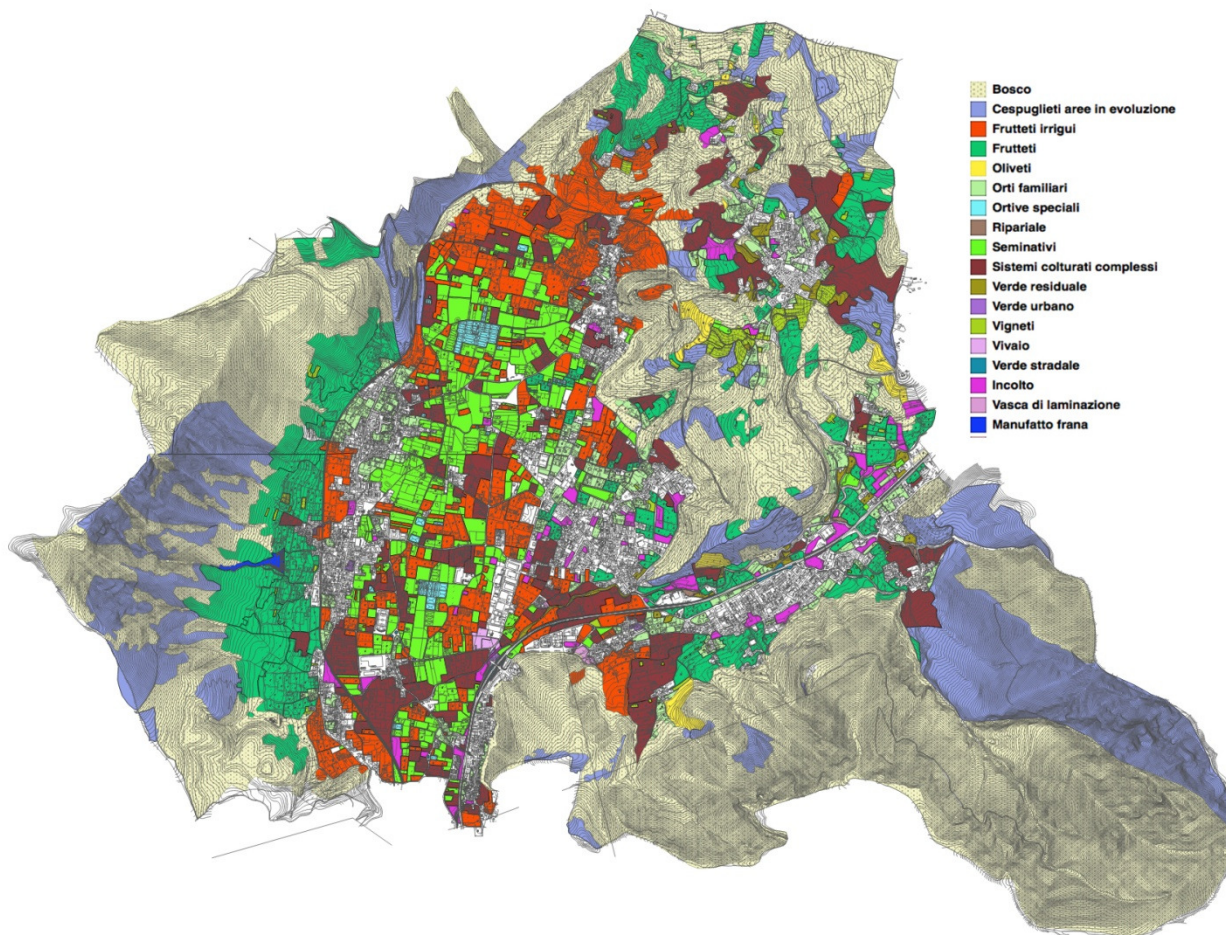 Bosco
Cespuglieti aree in evoluzione
Frutteti irrigui
Frutteti
Oliveti
Orti familiari
Ortive speciali
Ripariale
Seminativi
Sistemi colturati complessi
Verde residuale
Verde urbano
Vigneti
Vivaio
Verde stradale
Incolto
Vasca di laminazione
Manufatto frana